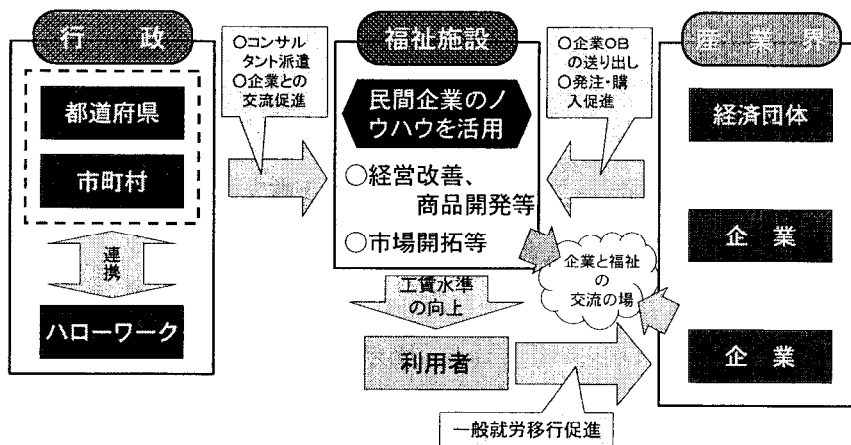 行　政
都道府県
市町村
連携
ハローワーク
○コンサル
タント派遣
○企業との
交流促進
福祉施設
民間企業のノ
ウハウを活用
○経営改善、
商品開発等
○市場開拓等
工賃水準
の向上
利用者
○企業OB
の送り出し
○発注・購
入促進
企業と福祉
の
交流の場
一般就労移行促進
産　業　界
経済団体
企　業
企　業